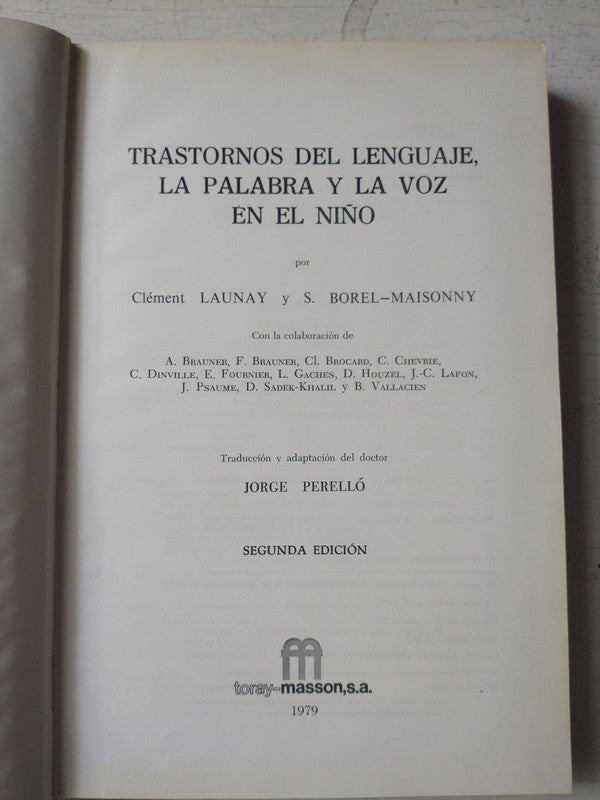 TRASTORNOS DEL LENGUAJE,
LA PALABRA Y LA VOZ
EN EL NIÑO
por
Clément LAUNAY y S. BOREL-MAISONNY
Con la colaboración de
A. BRAUNER, F. BRAUNER, Cl. BROCARD, C. CHEVRIE,
C. DINVILLE, E. FOURNIER, L. GACHES, D. HOUZEL, J.-C. LAFON,
J. PSAUME, D. SADEK-KHALIL y B. VALLACIEN
Traducción y adaptación del doctor
JORGE PERELLÓ
SEGUNDA EDICIÓN
toray-masson,s.a.
1979